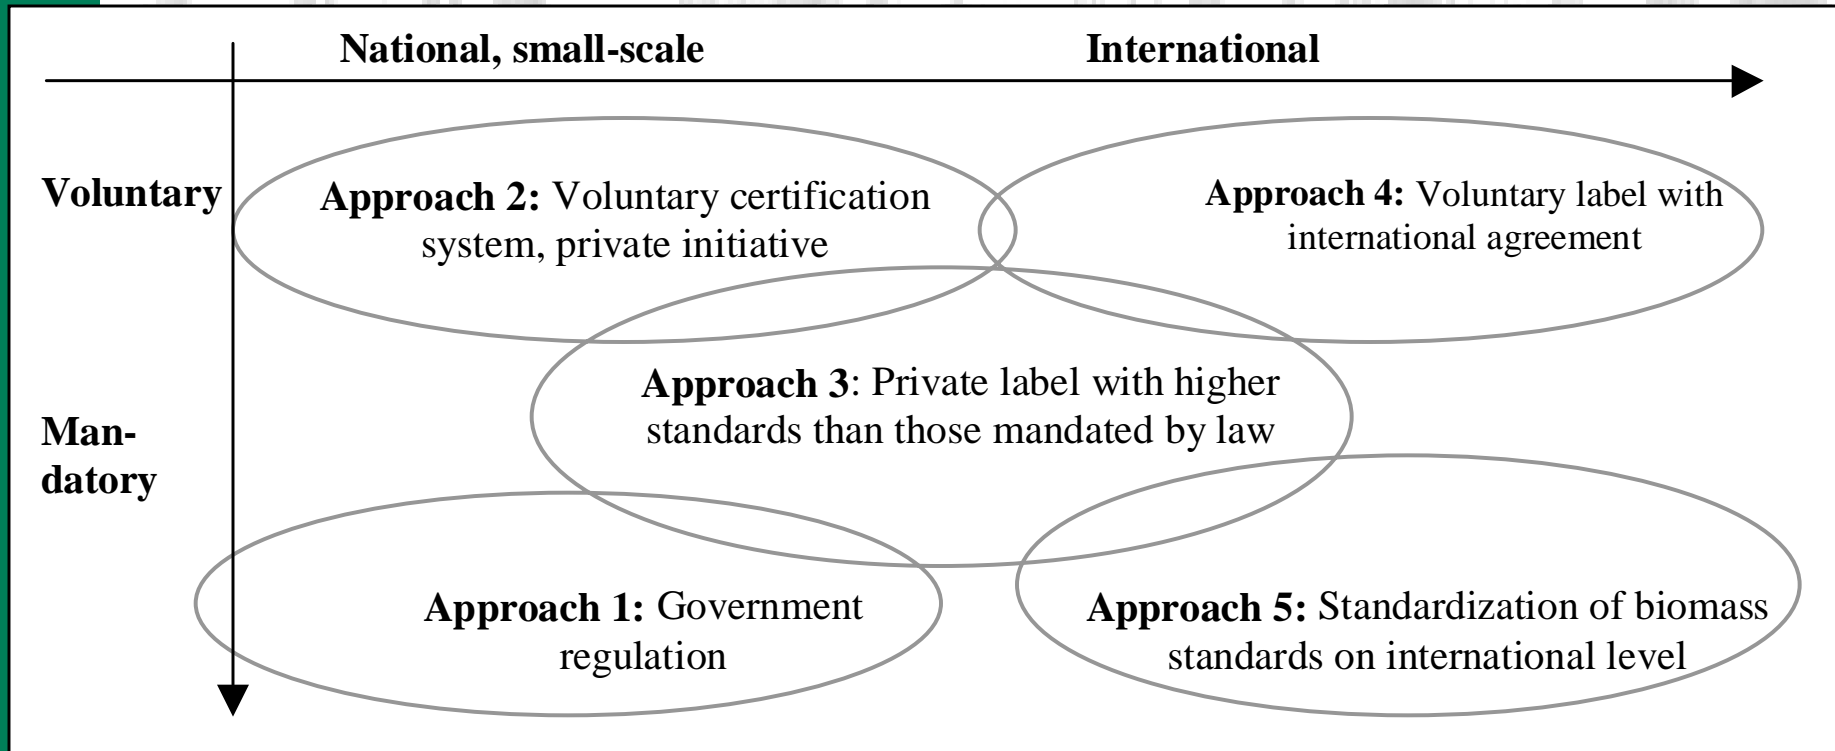 National, small-scale
International
Voluntary
Approach 2: Voluntary certification
system, private initiative
Approach 4: Voluntary label with
international agreement
Approach 3: Private label with higher
standards than those mandated by law
Man-
datory
Approach 1: Government
regulation
Approach 5: Standardization of biomass
standards on international level